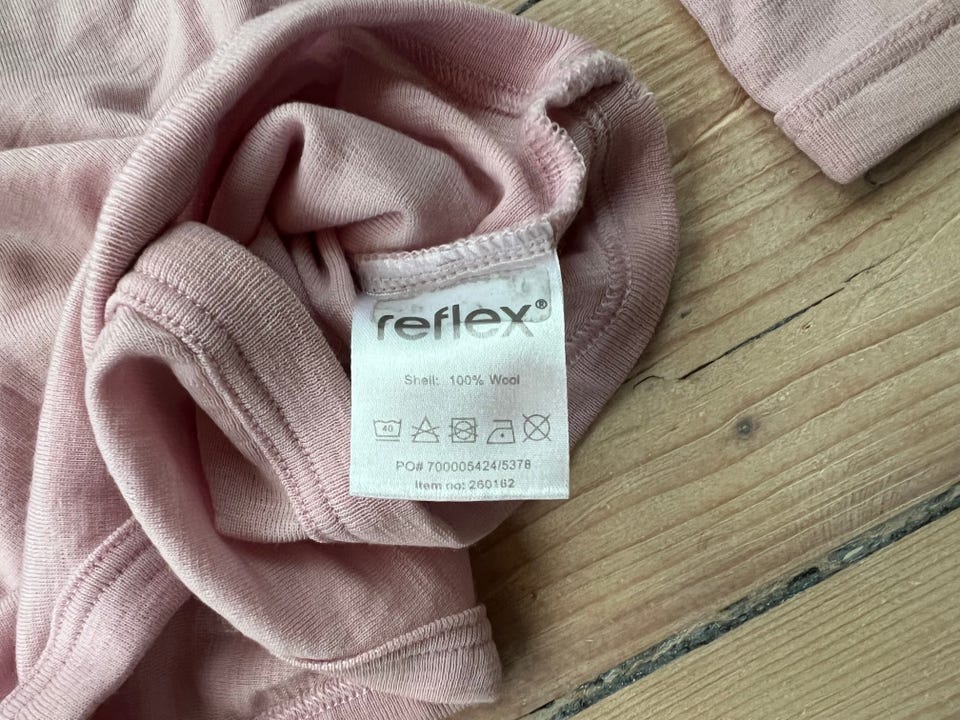 reflex®
Shell: 100% Wool
40
PO# 700005424/5378
Item no: 260162